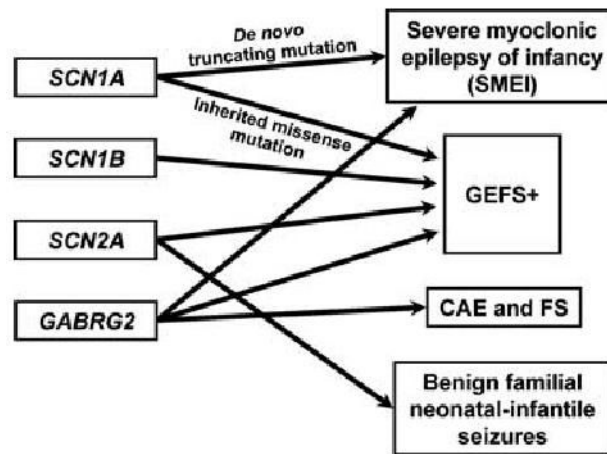 De novo
truncating mutation
Severe myoclonic
epilepsy of infancy
(SMEI)
SCN1A
Inherited missense
mutation
SCN1B
GEFS+
SCN2A
GABRG2
CAE and FS
Benign familial
neonatal-infantile
seizures